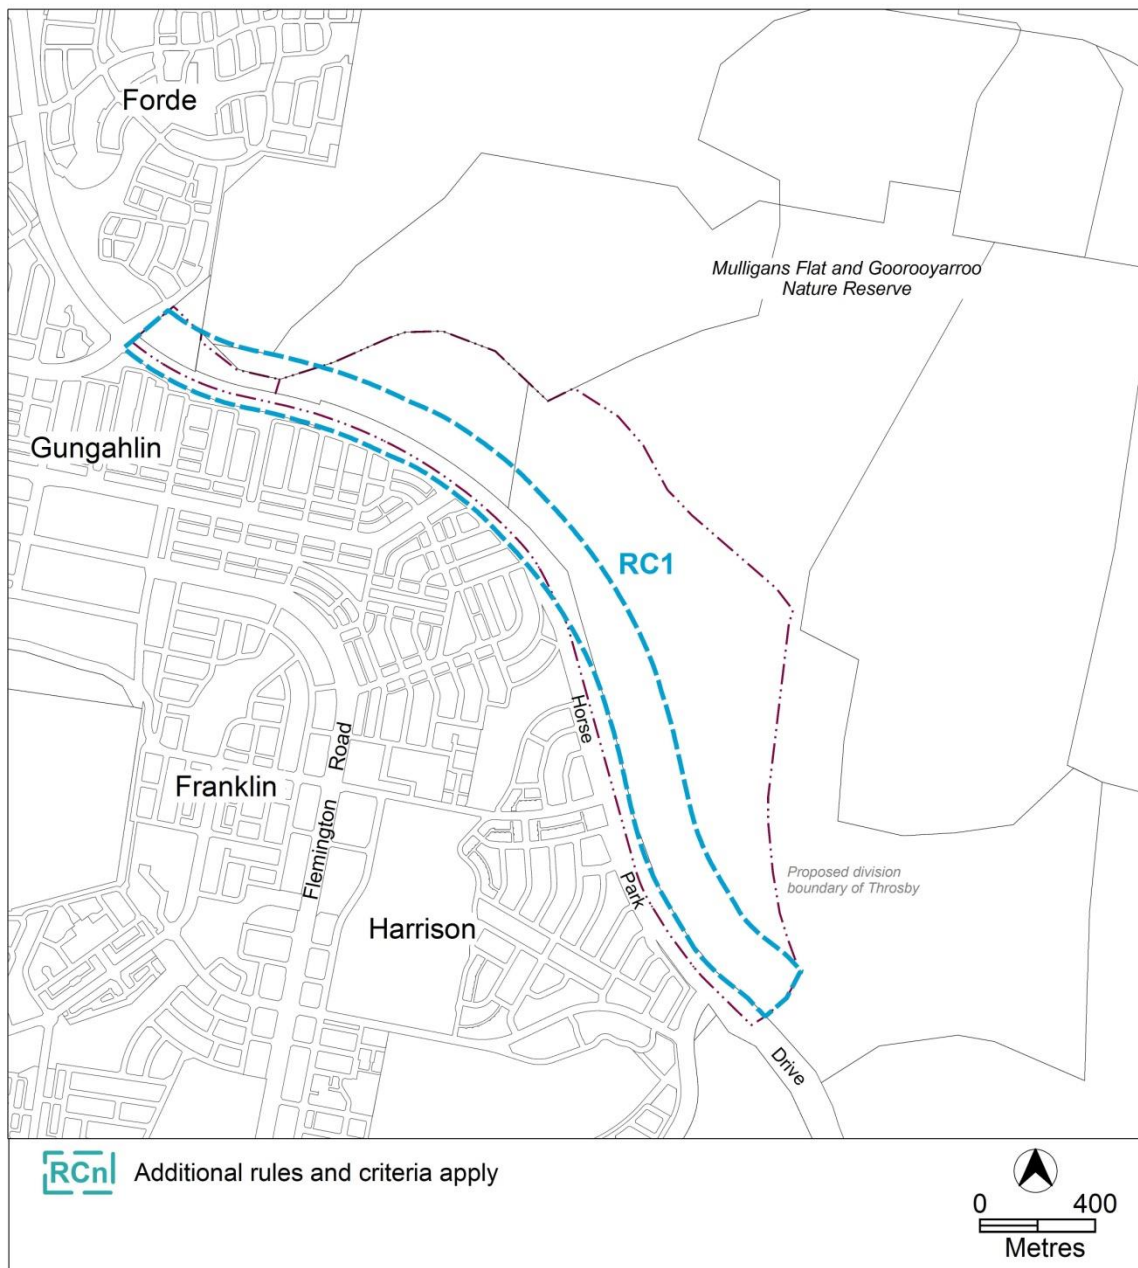 Forde
Mulligans Flat and Goorooyarroo
Nature Reserve
Gungahlin
RC1
Horse
Road
Franklin
Flemington
Park
Proposed division
boundary of Throsby
Harrison
Drive
RCn Additional rules and criteria apply
0 400
Metres